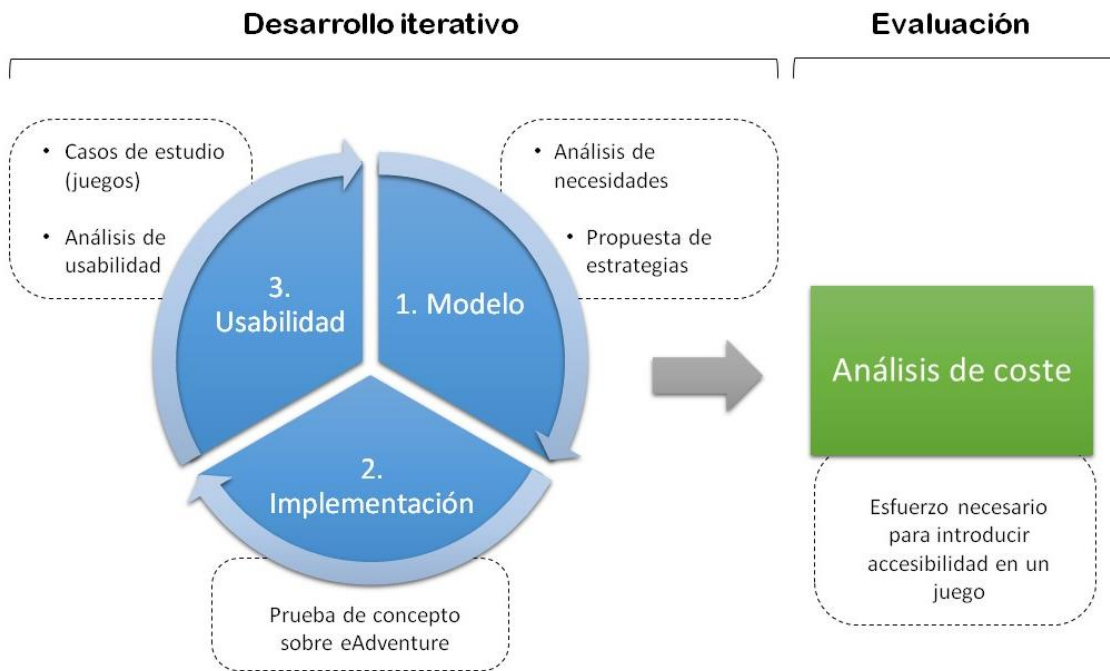 Desarrollo iterativo
Evaluación
• Casos de estudio
(juegos)
• Análisis de
usabilidad
• Análisis de
necesidades
• Propuesta de
estrategias
3.
Usabilidad
1. Modelo
2.
Implementación
Prueba de concepto
sobre eAdventure
Análisis de coste
Esfuerzo necesario
para introducir
accesibilidad en un
juego